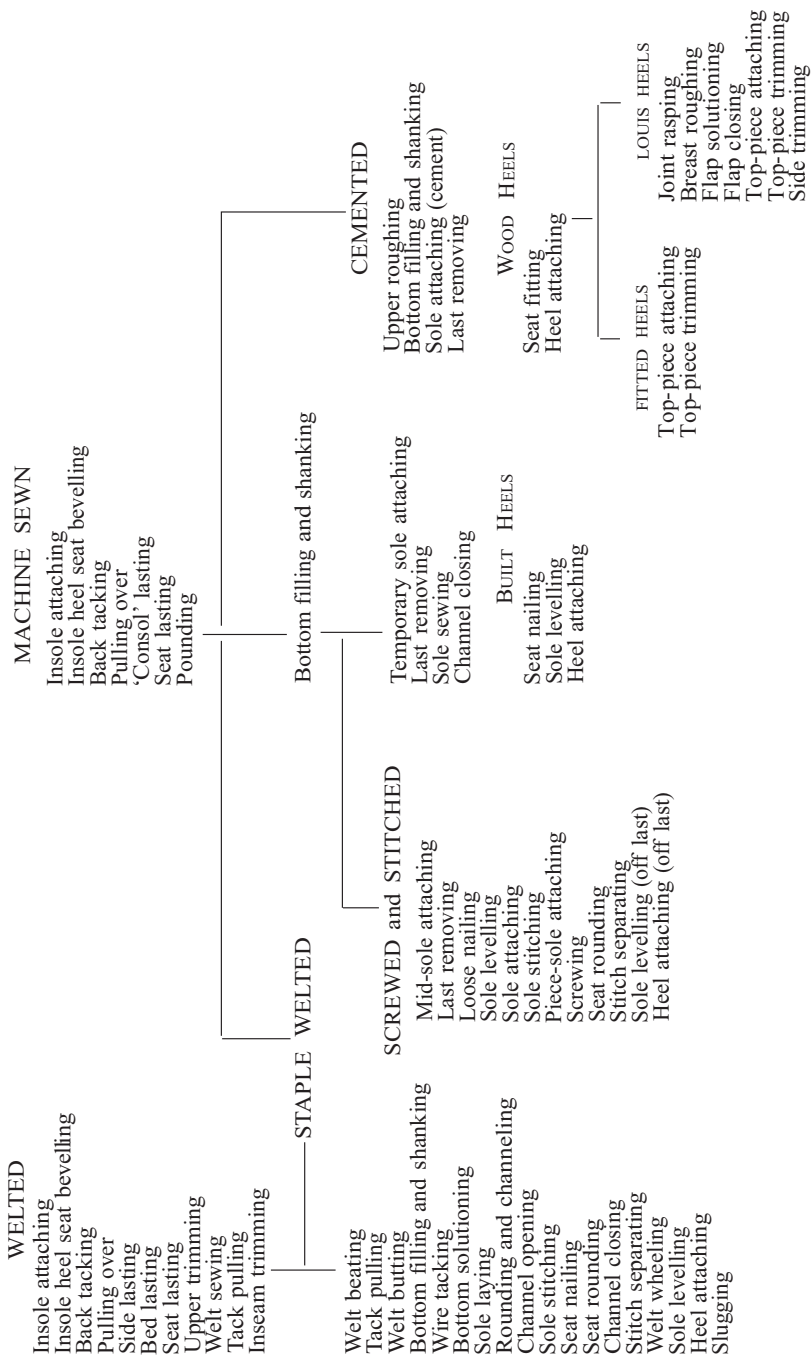 WELTED
Insole attaching
Insole heel seat bevelling
Back tacking
Pulling over
Side lasting
Bed lasting
Seat lasting
Upper trimming
Welt sewing
Tack pulling
Inseam trimming
STAPLE WELTED
Welt beating
Tack pulling
Welt butting
Bottom filling and shanking
Wire tacking
Bottom solutioning
Sole laying
Rounding and channeling
Channel opening
Sole stitching
Seat nailing
Seat rounding
Channel closing
Stitch separating
Welt wheeling
Sole levelling
Heel attaching
Slugging
MACHINE SEWN
Insole attaching
Insole heel seat bevelling
Back tacking
Pulling over
‘Consol’ lasting
Seat lasting
Pounding
Bottom filling and shanking
SCREWED and STITCHED
Mid-sole attaching
Last removing
Loose nailing
Sole levelling
Sole attaching
Sole stitching
Piece-sole attaching
Screwing
Seat rounding
Stitch separating
Sole levelling (off last)
Heel attaching (off last)
Temporary sole attaching
Last removing
Sole sewing
Channel closing
BUILT HEELS
Seat nailing
Sole levelling
Heel attaching
CEMENTED
Upper roughing
Bottom filling and shanking
Sole attaching (cement)
Last removing
WOOD HEELS
Seat fitting
Heel attaching
FITTED HEELS
Top-piece attaching
Top-piece trimming
LOUIS HEELS
Joint rasping
Breast roughing
Flap solutioning
Flap closing
Top-piece attaching
Top-piece trimming
Side trimming